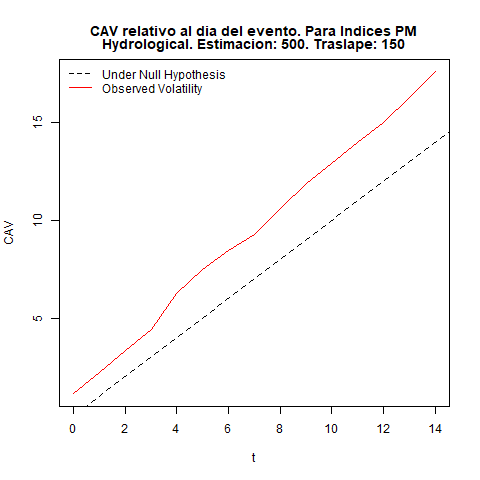 CAV relativo al dia del evento. Para Indices PM
Hydrological. Estimacion: 500. Traslape: 150
Under Null Hypothesis
Observed Volatility
15
10
5
CAV
0 2 4 6 8 10 12 14
t